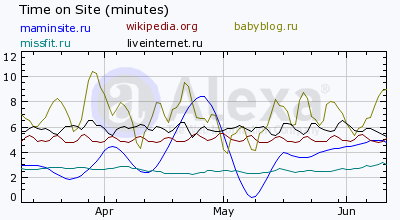 Time on Site (minutes)
maminsite.ru wikipedia.org babyblog.ru
missfit.ru liveinternet.ru
12
10
8
6
4
2
0
Alexa®
Apr May Jun